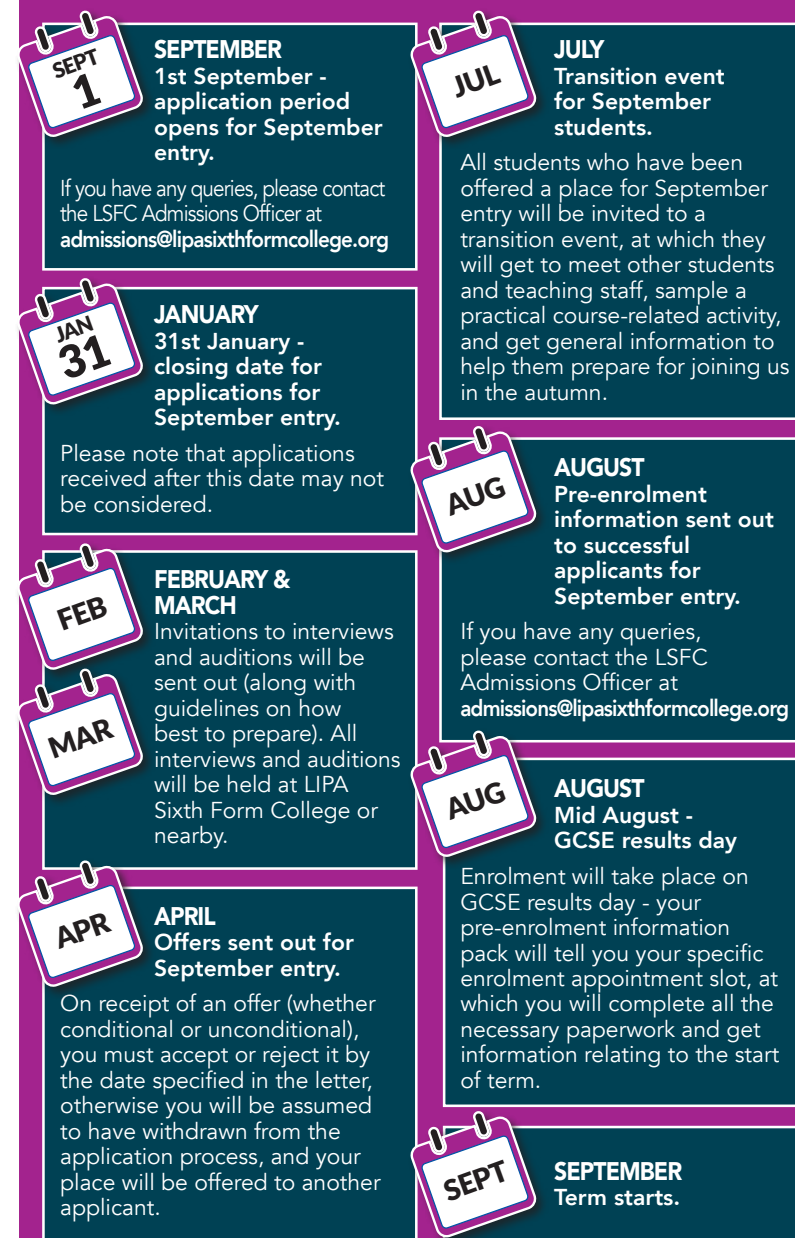 SEPT
1
SEPTEMBER
1st September -
application period
opens for September
entry.
If you have any queries, please contact
the LSFC Admissions Officer at
admissions@lipasixthformcollege.org
JAN
31
JANUARY
31st January -
closing date for
applications for
September entry.
Please note that applications
received after this date may not
be considered.
FEB
MAR
FEBRUARY &
MARCH
Invitations to interviews
and auditions will be
sent out (along with
guidelines on how
best to prepare). All
interviews and auditions
will be held at LIPA
Sixth Form College or
nearby.
APR
APRIL
Offers sent out for
September entry.
On receipt of an offer (whether
conditional or unconditional),
you must accept or reject it by
the date specified in the letter,
otherwise you will be assumed
to have withdrawn from the
application process, and your
place will be offered to another
applicant.
JUL
JULY
Transition event
for September
students.
All students who have been
offered a place for September
entry will be invited to a
transition event, at which they
will get to meet other students
and teaching staff, sample a
practical course-related activity,
and get general information to
help them prepare for joining us
in the autumn.
AUG
AUGUST
Pre-enrolment
information sent out
to successful
applicants for
September entry.
If you have any queries,
please contact the LSFC
Admissions Officer at
admissions@lipasixthformcollege.org
AUG
AUGUST
Mid August -
GCSE results day
Enrolment will take place on
GCSE results day - your
pre-enrolment information
pack will tell you your specific
enrolment appointment slot, at
which you will complete all the
necessary paperwork and get
information relating to the start
of term.
SEPT
SEPTEMBER
Term starts.